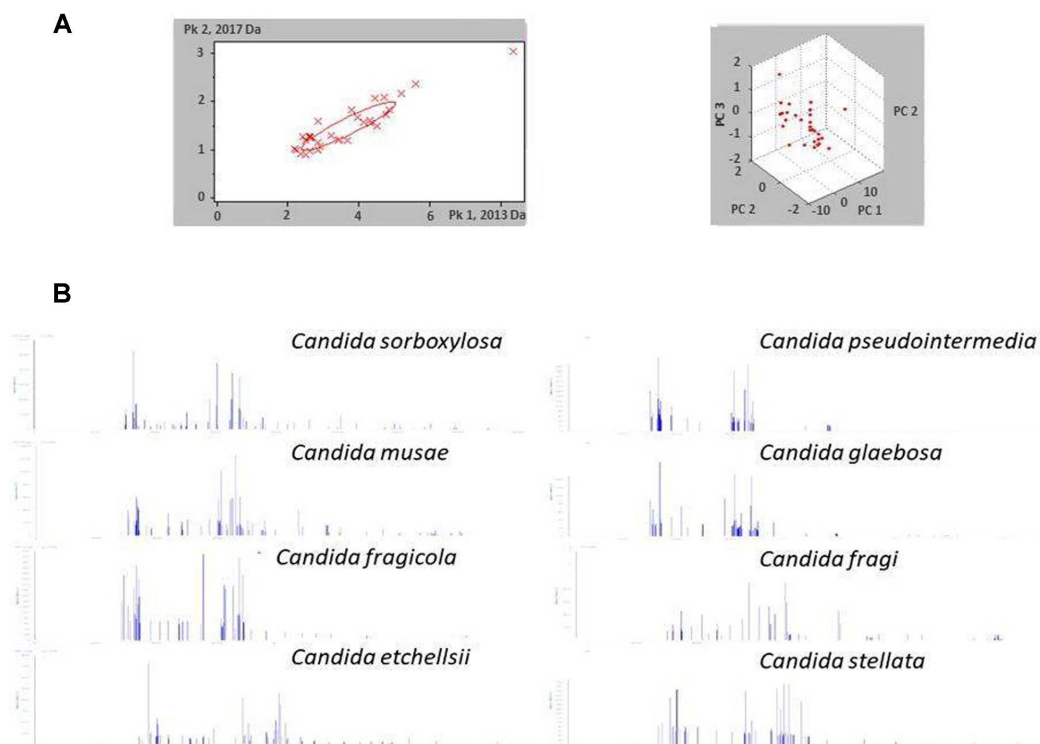 A
Pk 2, 2017 Da
3
2
1
0
0 2 4 6 Pk 1, 2013 Da
2
1
0
-1
-2
PC 3
2
0
-2
PC 2
-10
0
10
PC 1
PC 2
B
Candida sorboxylosa
Candida pseudointermedia
Candida musae
Candida glaebosa
Candida fragicola
Candida fragi
Candida etchellsii
Candida stellata